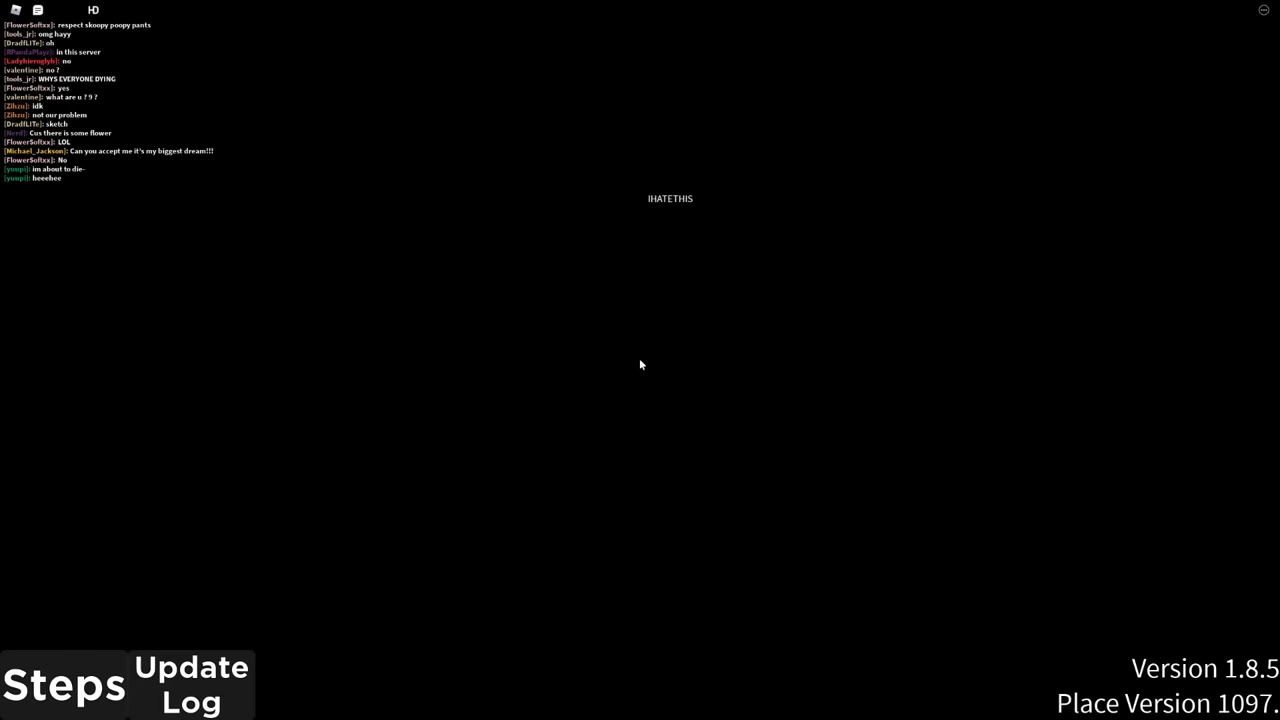 HD
[FlowerSoftxx]: respect skoopy poopy pants
[tools_jr]: omg hayy
[DradfLITe]: oh
[RPandaPlayz]: in this server
[Ladyhieroglyh]: no
[valentine]: no ?
[tools_jr]: WHYS EVERYONE DYING
[FlowerSoftxx]: yes
[valentine]: what are u ? 9 ?
[Zihzu]: idk
[Zihzu]: not our problem
[DradfLITe]: sketch
[Nerd]: Cus there is some flower
[FlowerSoftxx]: LOL
[Michael_Jackson]: Can you accept me it's my biggest dream!!!
[FlowerSoftxx]: No
[yuupi]: im about to die-
[yuupi]: heeehee
IHATETHIS
Steps
Update
Log
Version 1.8.5
Place Version 1097.